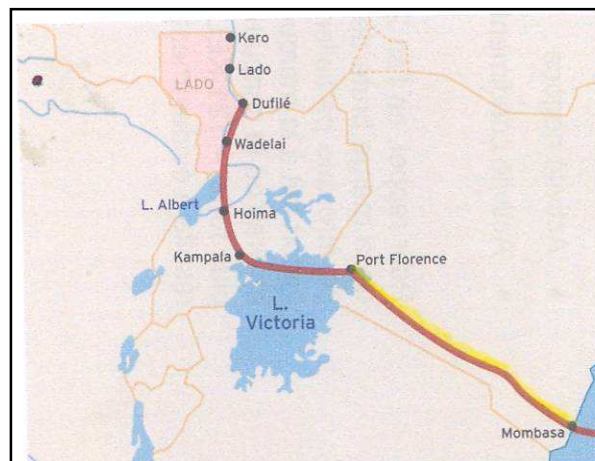 Kero
LADO
Lado
Dufilé
Wadelai
L. Albert
Hoima
Kampala
Port Florence
L.
Victoria
Mombasa